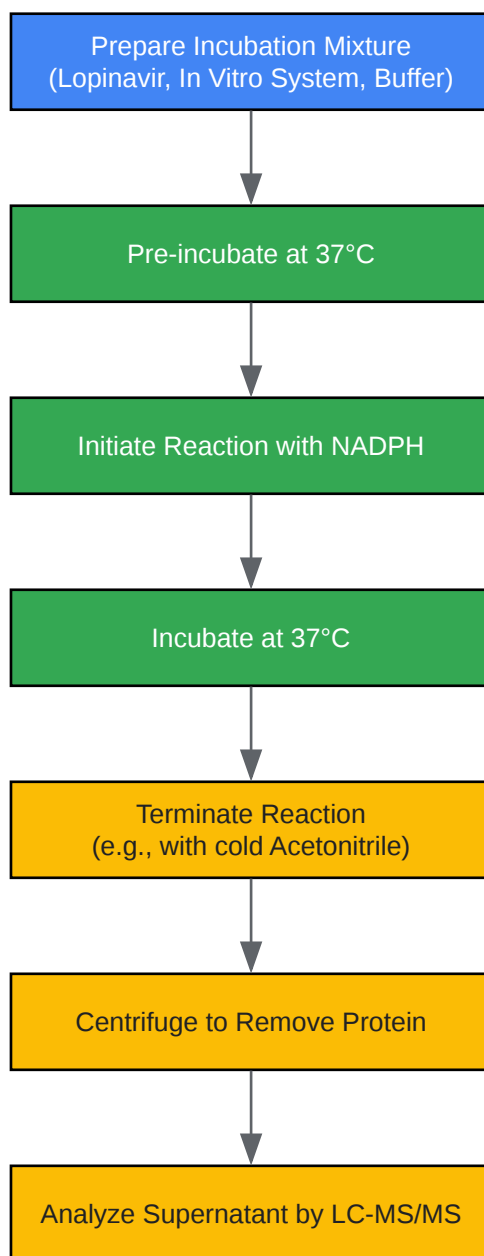 Prepare Incubation Mixture
(Lopinavir, In Vitro System, Buffer)
Pre-incubate at 37°C
Initiate Reaction with NADPH
Incubate at 37°C
Terminate Reaction
(e.g., with cold Acetonitrile)
Centrifuge to Remove Protein
Analyze Supernatant by LC-MS/MS